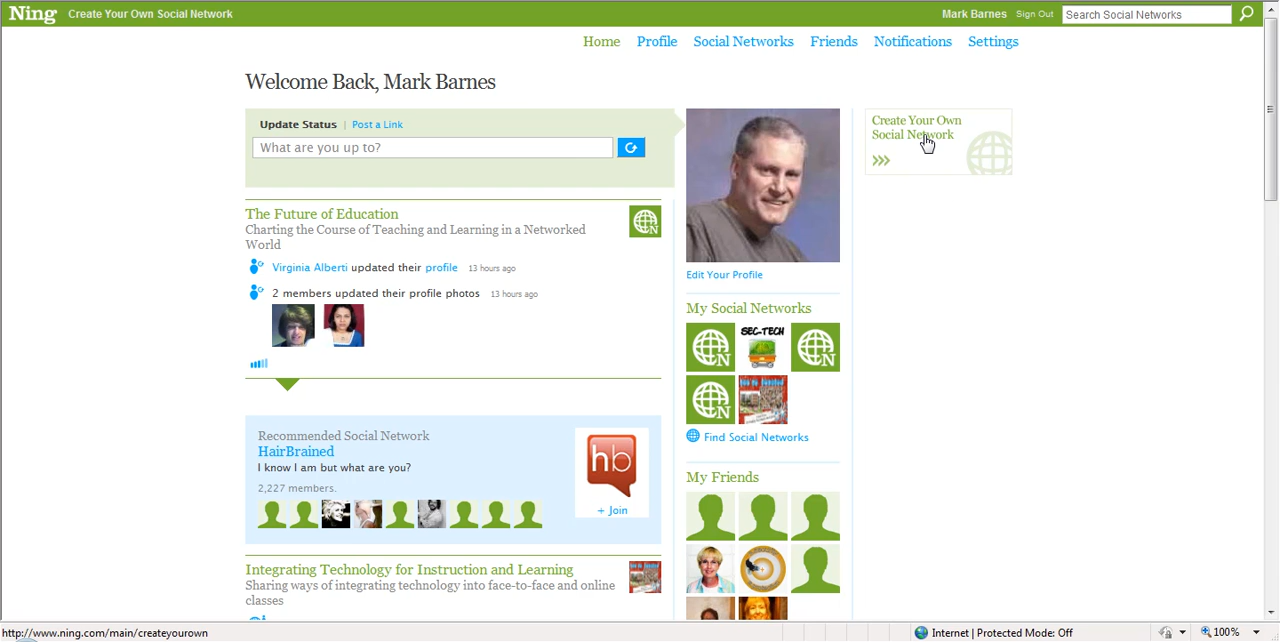 Ning Create Your Own Social Network Mark Barnes Sign Out Search Social Networks
Home Profile Social Networks Friends Notifications Settings
Welcome Back, Mark Barnes
Update Status | Post a Link
What are you up to?
Create Your Own
Social Network
The Future of Education
Charting the Course of Teaching and Learning in a Networked
World
Virginia Alberti updated their profile 13 hours ago
2 members updated their profile photos 13 hours ago
Edit Your Profile
My Social Networks
N
SEC-TECH
N
N
N
Find Social Networks
Recommended Social Network
HairBrained
I know I am but what are you?
2,227 members.
hb
+ Join
My Friends
Integrating Technology for Instruction and Learning
Sharing ways of integrating technology into face-to-face and online
classes
http://www.ning.com/main/createyourown
Internet | Protected Mode: Off
100%